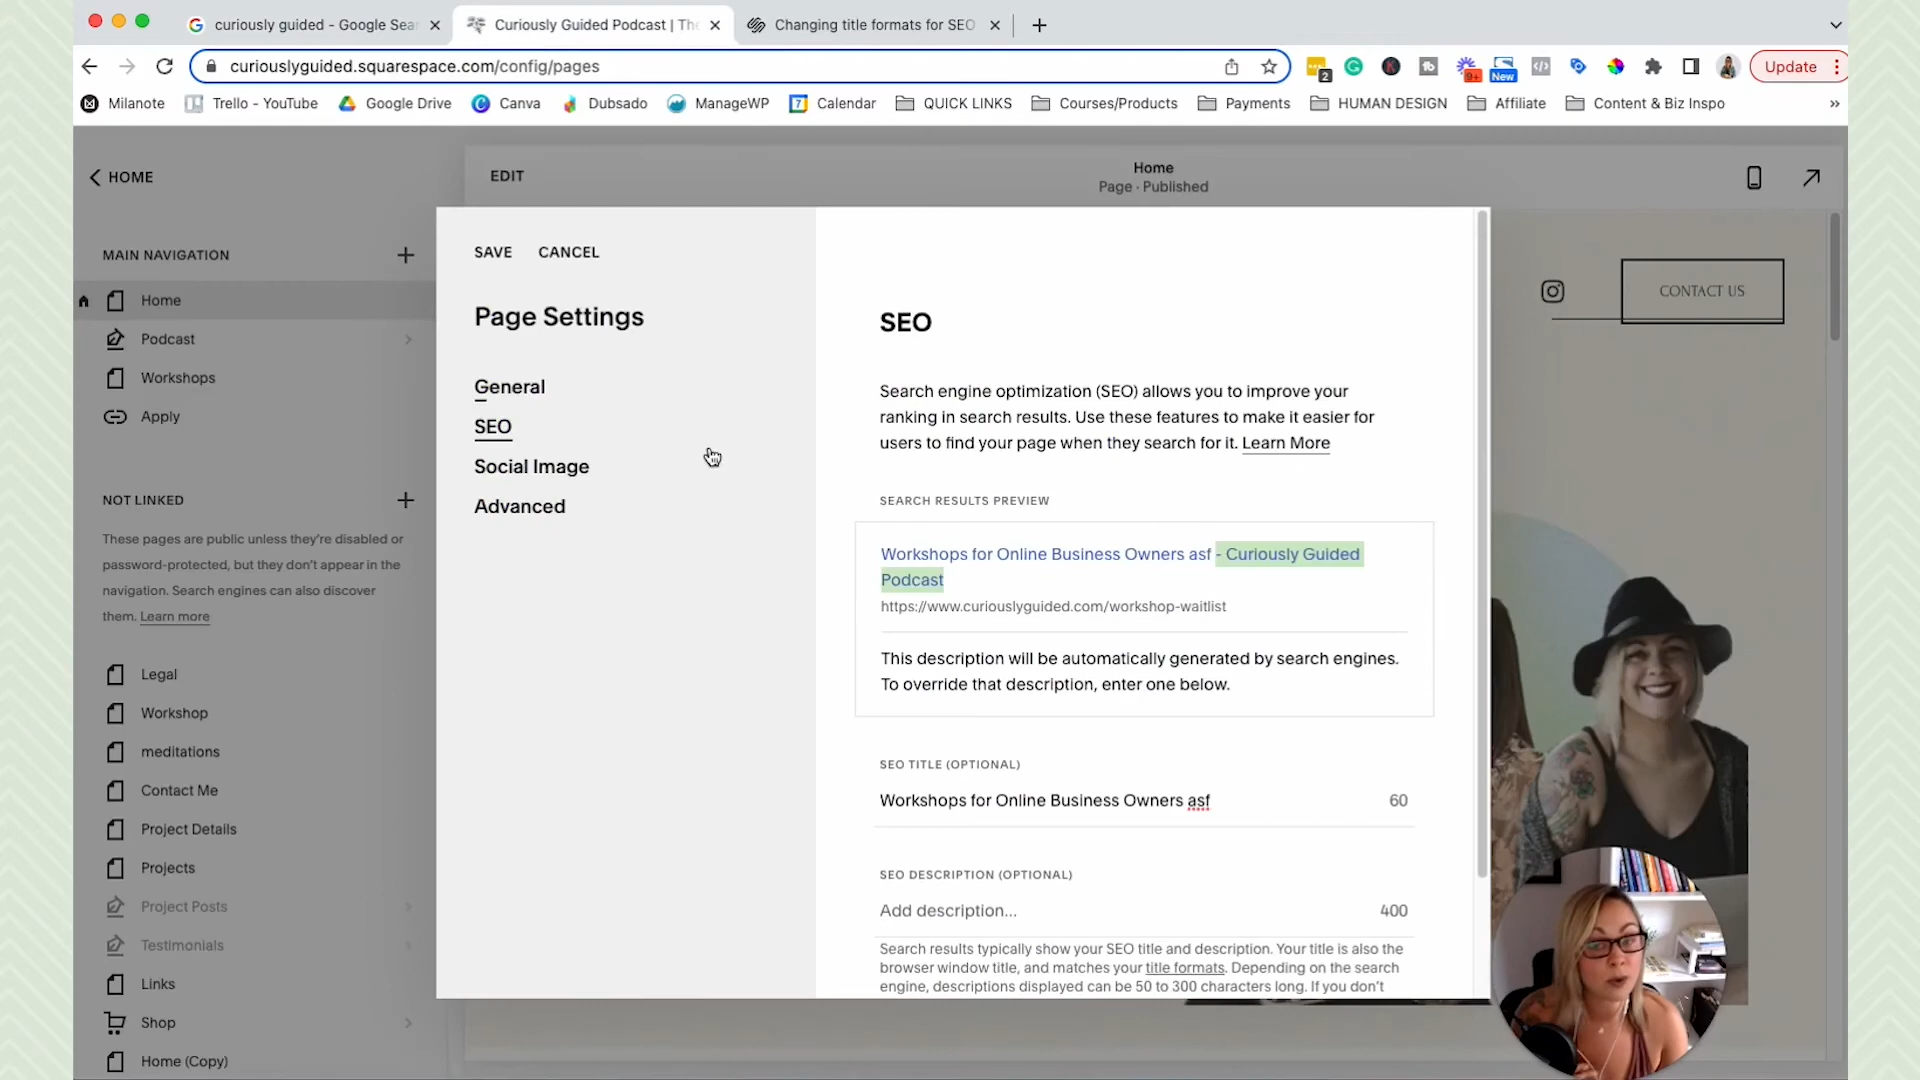 curiously guided - Google Sear
Curiously Guided Podcast | Th
Changing title formats for SEO
curiouslyguided.squarespace.com/config/pages
2
9+
New
Update
Milanote
Trello - YouTube
Google Drive
Canva
Dubsado
ManageWP
7
Calendar
QUICK LINKS
Courses/Products
Payments
HUMAN DESIGN
Affiliate
Content & Biz Inspo
»
HOME
EDIT
Home
Page · Published
MAIN NAVIGATION
Home
Podcast
Workshops
Apply
NOT LINKED
These pages are public unless they're disabled or
password-protected, but they don't appear in the
navigation. Search engines can also discover
them. Learn more
Legal
Workshop
meditations
Contact Me
Project Details
Projects
Project Posts
Testimonials
Links
Shop
Home (Copy)
SAVE CANCEL
Page Settings
General
SEO
Social Image
Advanced
SEO
Search engine optimization (SEO) allows you to improve your
ranking in search results. Use these features to make it easier for
users to find your page when they search for it. Learn More
SEARCH RESULTS PREVIEW
Workshops for Online Business Owners asf - Curiously Guided
Podcast
https://www.curiouslyguided.com/workshop-waitlist
This description will be automatically generated by search engines.
To override that description, enter one below.
SEO TITLE (OPTIONAL)
Workshops for Online Business Owners asf 60
SEO DESCRIPTION (OPTIONAL)
Add description... 400
Search results typically show your SEO title and description. Your title is also the
browser window title, and matches your title formats. Depending on the search
engine, descriptions displayed can be 50 to 300 characters long. If you don't
CONTACT US